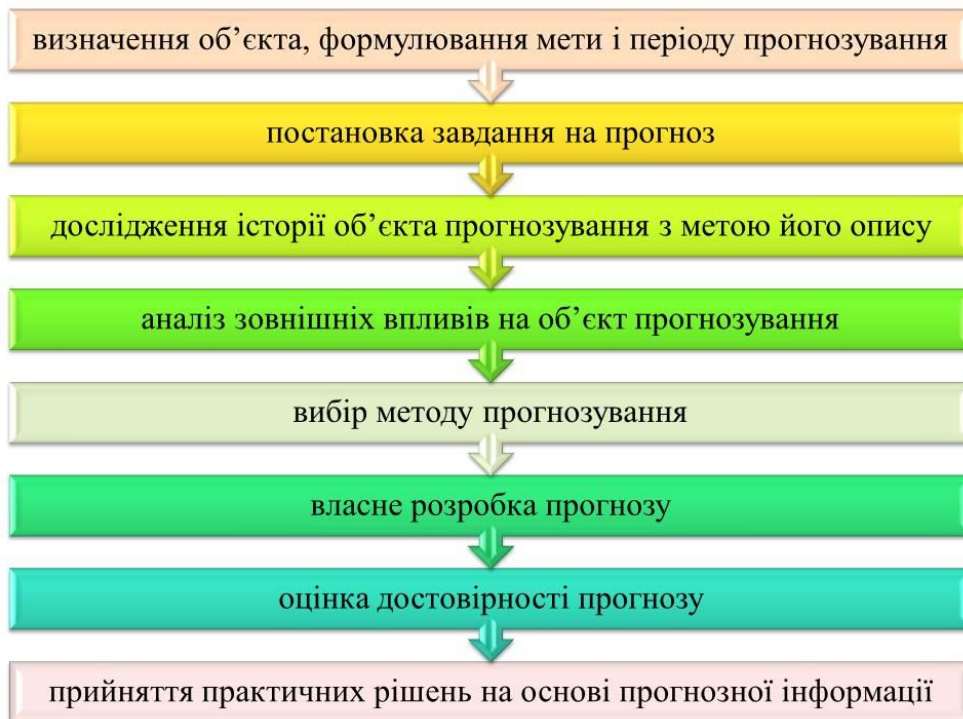 визначення об’єкта, формулювання мети і періоду прогнозування
постановка завдання на прогноз
дослідження історії об’єкта прогнозування з метою його опису
аналіз зовнішніх впливів на об’єкт прогнозування
вибір методу прогнозування
власне розробка прогнозу
оцінка достовірності прогнозу
прийняття практичних рішень на основі прогнозної інформації